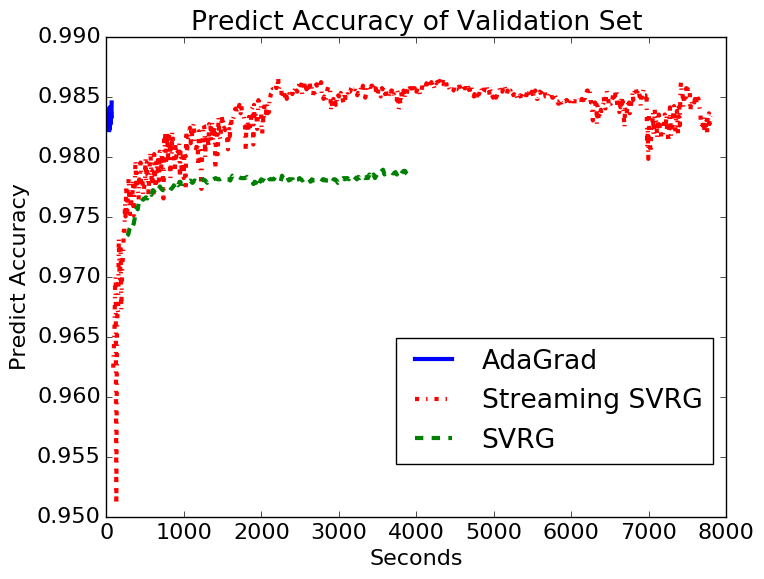 Predict Accuracy of Validation Set
0.990
0.985
0.980
0.975
0.970
0.965
0.960
0.955
0.950
Predict Accuracy
AdaGrad
Streaming SVRG
SVRG
0 1000 2000 3000 4000 5000 6000 7000 8000
Seconds